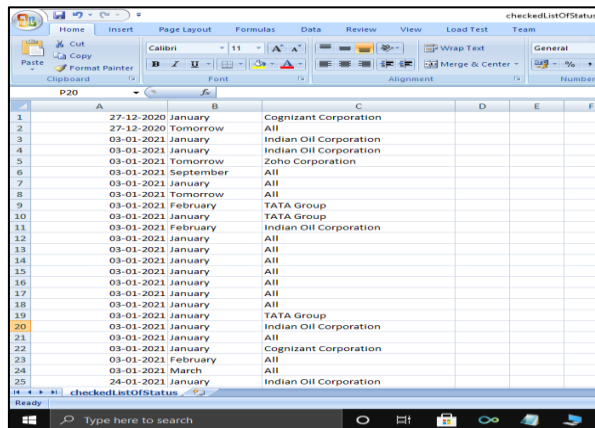 checkedListOfStatus
Home Insert Page Layout Formulas Data Review View Load Test Team
Cut
Copy
Format Painter
Paste
Calibri 11 A A
B I U A
Wrap Text
Merge & Center
General
% ,
Clipboard Font Alignment Number
P20 fx
A B C D E F
1 27-12-2020 January Cognizant Corporation
2 27-12-2020 Tomorrow All
3 03-01-2021 January Indian Oil Corporation
4 03-01-2021 January Indian Oil Corporation
5 03-01-2021 Tomorrow Zoho Corporation
6 03-01-2021 September All
7 03-01-2021 January All
8 03-01-2021 Tomorrow All
9 03-01-2021 February TATA Group
10 03-01-2021 January TATA Group
11 03-01-2021 February Indian Oil Corporation
12 03-01-2021 January All
13 03-01-2021 January All
14 03-01-2021 January All
15 03-01-2021 January All
16 03-01-2021 January All
17 03-01-2021 January All
18 03-01-2021 January All
19 03-01-2021 January TATA Group
20 03-01-2021 January Indian Oil Corporation
21 03-01-2021 January All
22 03-01-2021 January Cognizant Corporation
23 03-01-2021 February All
24 03-01-2021 March All
25 24-01-2021 January Indian Oil Corporation
checkedListOfStatus
Ready
Type here to search